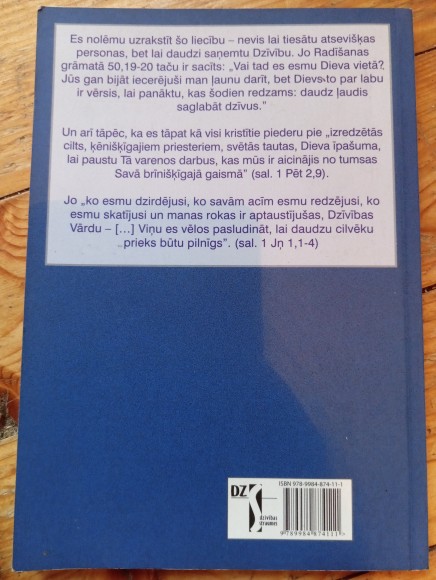 Es nolēmu uzrakstīt šo liecību – nevis lai tiesātu atsevišķas
personas, bet lai daudzi saņemtu Dzīvību. Jo Radīšanas
grāmatā 50,19-20 taču ir sacīts: „Vai tad es esmu Dieva vietā?
Jūs gan bijāt iecerējuši man ļaunu darīt, bet Dievs to par labu
ir vērsis, lai panāktu, kas šodien redzams: daudz ļaudis
saglabāt dzīvus.”
Un arī tāpēc, ka es tāpat kā visi kristītie piederu pie „izredzētās
cilts, ķēnišķīgajiem priesteriem, svētās tautas, Dieva īpašuma,
lai paustu Tā varenos darbus, kas mūs ir aicinājis no tumsas
Savā brīnišķīgajā gaismā” (sal. 1 Pēt 2,9).
Jo „ko esmu dzirdējusi, ko savām acīm esmu redzējusi, ko
esmu skatījusi un manas rokas ir aptaustījušas, Dzīvības
Vārdu – [...] Viņu es vēlos pasludināt, lai daudzu cilvēku
prieks būtu pilnīgs”. (sal. 1 Jņ 1,1-4)
ISBN 978-9984-874-11-1
DZ
dzīvības
straumes
9 789984 874111 >